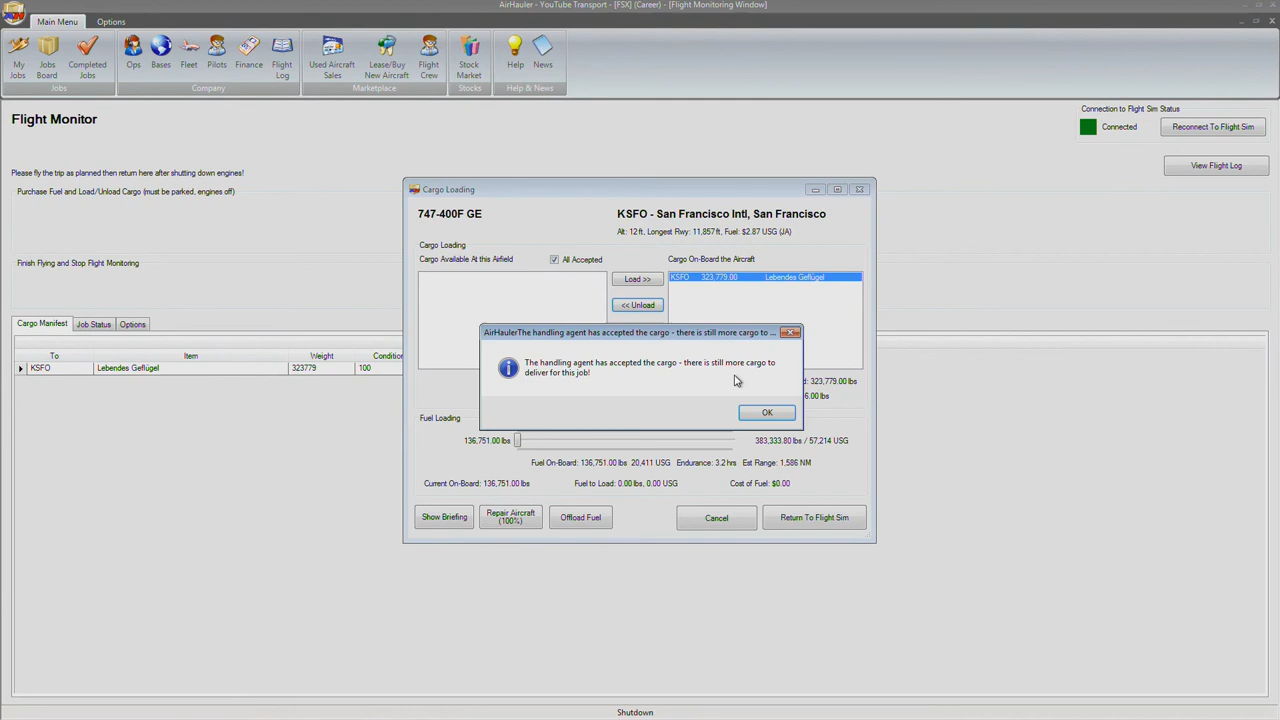 AirHauler - YouTube Transport - [FSX] (Career) - [Flight Monitoring Window]
Main Menu
Options
My Jobs
Jobs Board
Completed Jobs
Ops
Bases
Fleet
Pilots
Finance
Flight Log
Used Aircraft Sales
Lease/Buy New Aircraft
Flight Crew
Stock Market
Help
News
Jobs
Company
Marketplace
Stocks
Help & News
Flight Monitor
Connection to Flight Sim Status
Connected
Reconnect To Flight Sim
View Flight Log
Please fly the trip as planned then return here after shutting down engines!
Purchase Fuel and Load/Unload Cargo (must be parked, engines off)
Finish Flying and Stop Flight Monitoring
Cargo Manifest
Job Status
Options
To
Item
Weight
Conditio
KSFO
Lebendes Geflügel
323779
100
Cargo Loading
747-400F GE
KSFO - San Francisco Intl, San Francisco
Alt: 12 ft, Longest Rwy: 11,857 ft, Fuel: $2.87 USG (JA)
Cargo Loading
Cargo Available At this Airfield
All Accepted
Cargo On-Board the Aircraft
Load >>
<< Unload
KSFO 323,779.00 Lebendes Geflügel
AirHaulerThe handling agent has accepted the cargo - there is still more cargo to ...
The handling agent has accepted the cargo - there is still more cargo to
deliver for this job!
OK
d: 323,779.00 lbs
6.00 lbs
Fuel Loading
136,751.00 lbs
383,333.80 lbs / 57,214 USG
Fuel On-Board: 136,751.00 lbs 20,411 USG Endurance: 3.2 hrs Est Range: 1,586 NM
Current On-Board: 136,751.00 lbs
Fuel to Load: 0.00 lbs, 0.00 USG
Cost of Fuel: $0.00
Show Briefing
Repair Aircraft (100%)
Offload Fuel
Cancel
Return To Flight Sim
Shutdown